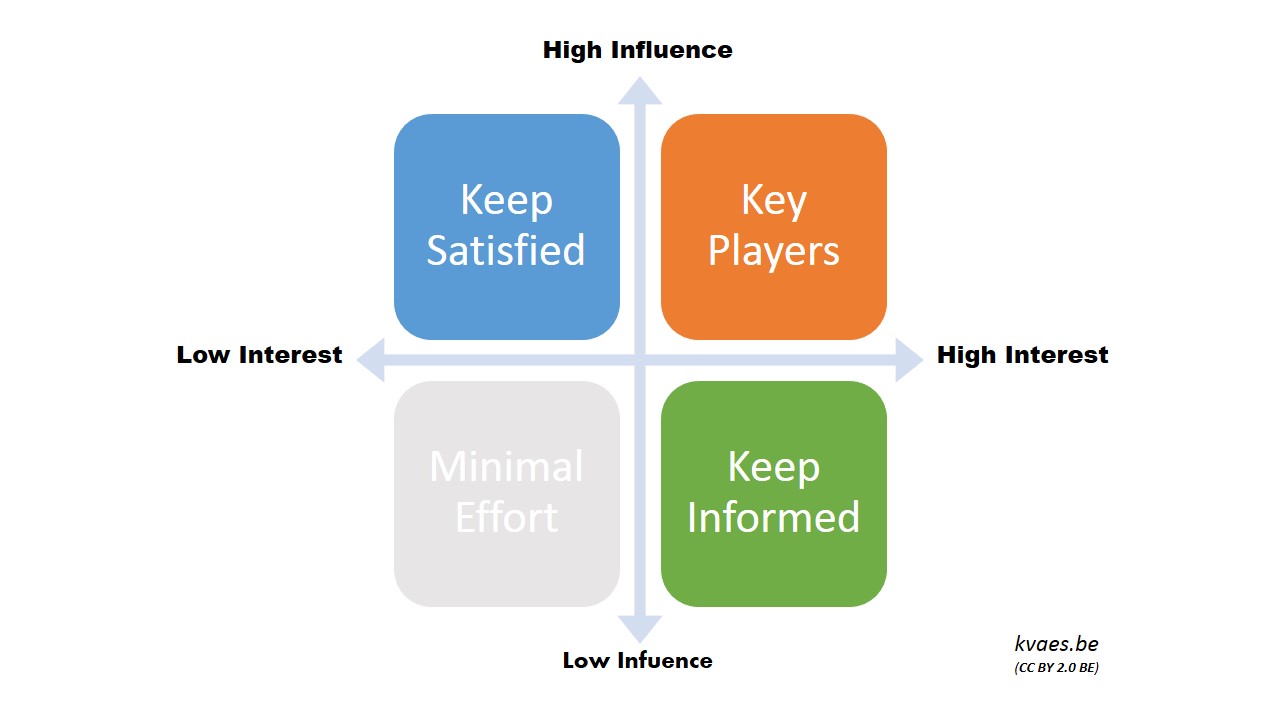 High Influence
Keep
Satisfied
Key
Players
Low Interest
High Interest
Minimal
Effort
Keep
Informed
Low Infuence
kvaes.be
(CC BY 2.0 BE)